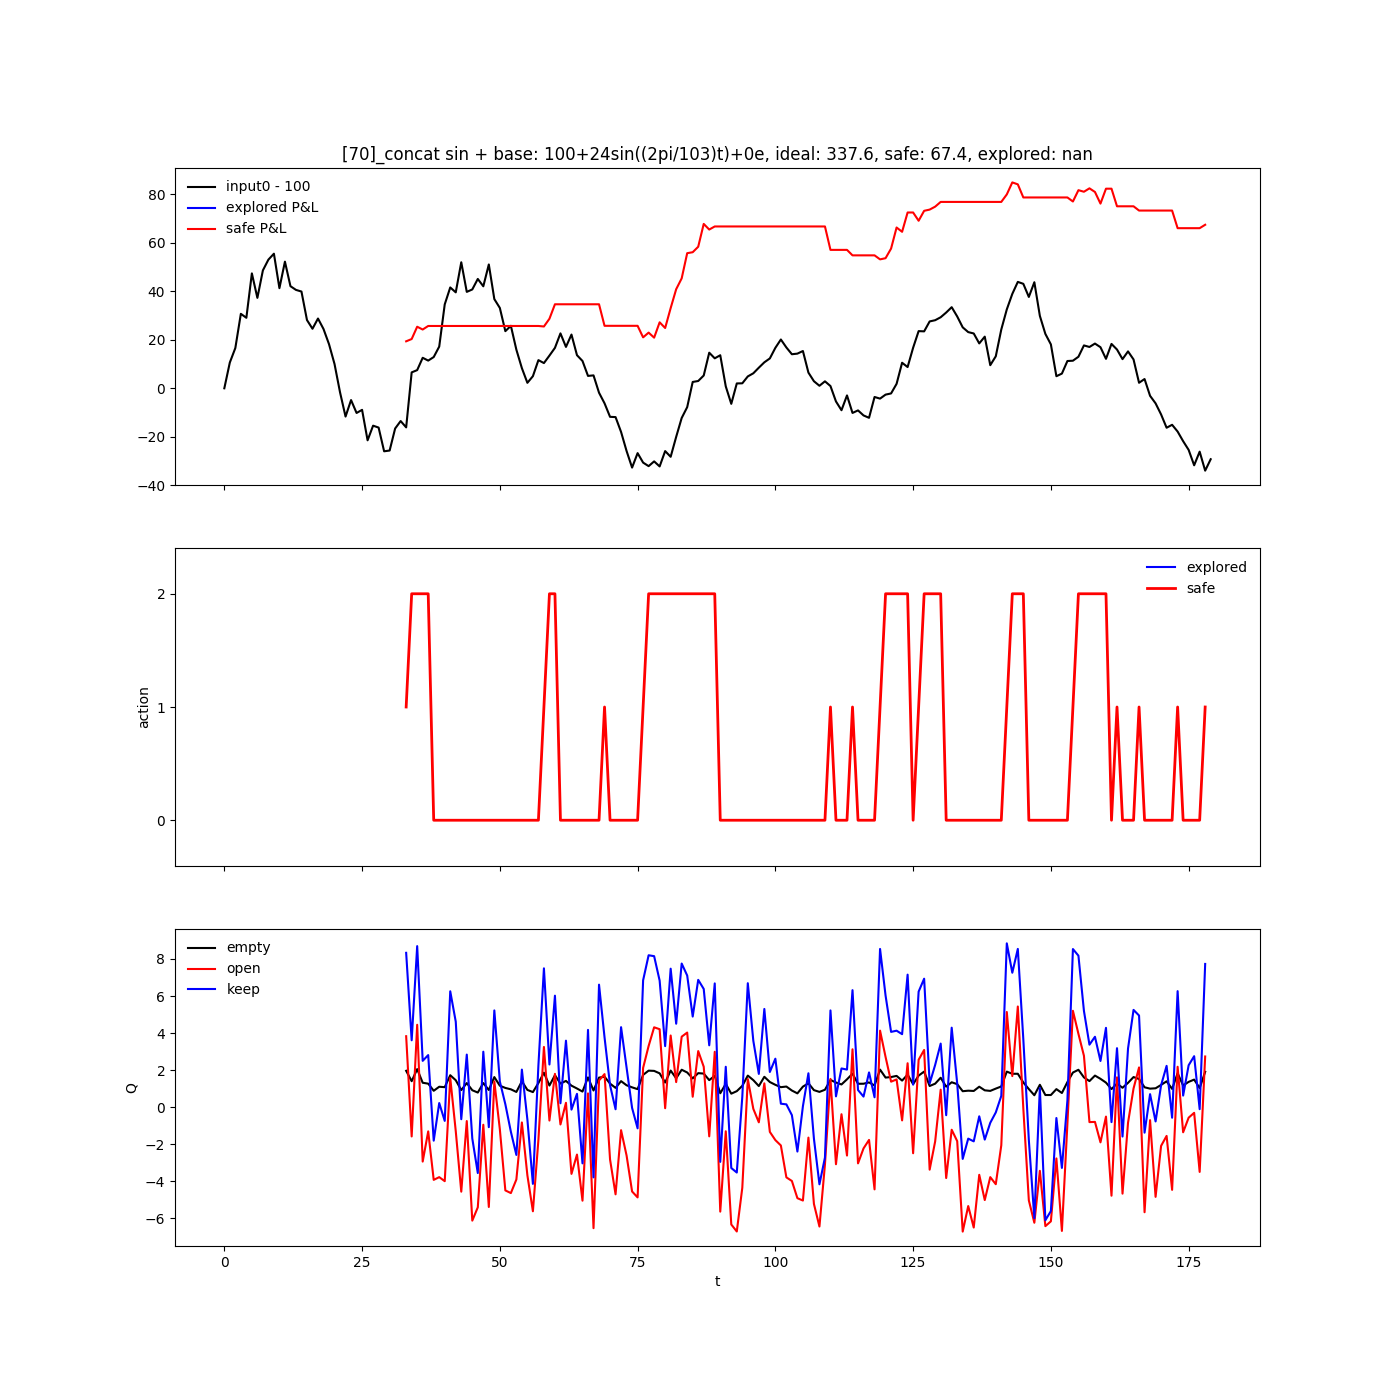 [70]_concat sin + base: 100+24sin((2pi/103)t)+0e, ideal: 337.6, safe: 67.4, explored: nan
input0 - 100
explored P&L
safe P&L
80
60
40
20
0
−20
−40
explored
safe
2
1
0
action
empty
open
keep
8
6
4
2
0
−2
−4
−6
Q
0 25 50 75 100 125 150 175
t